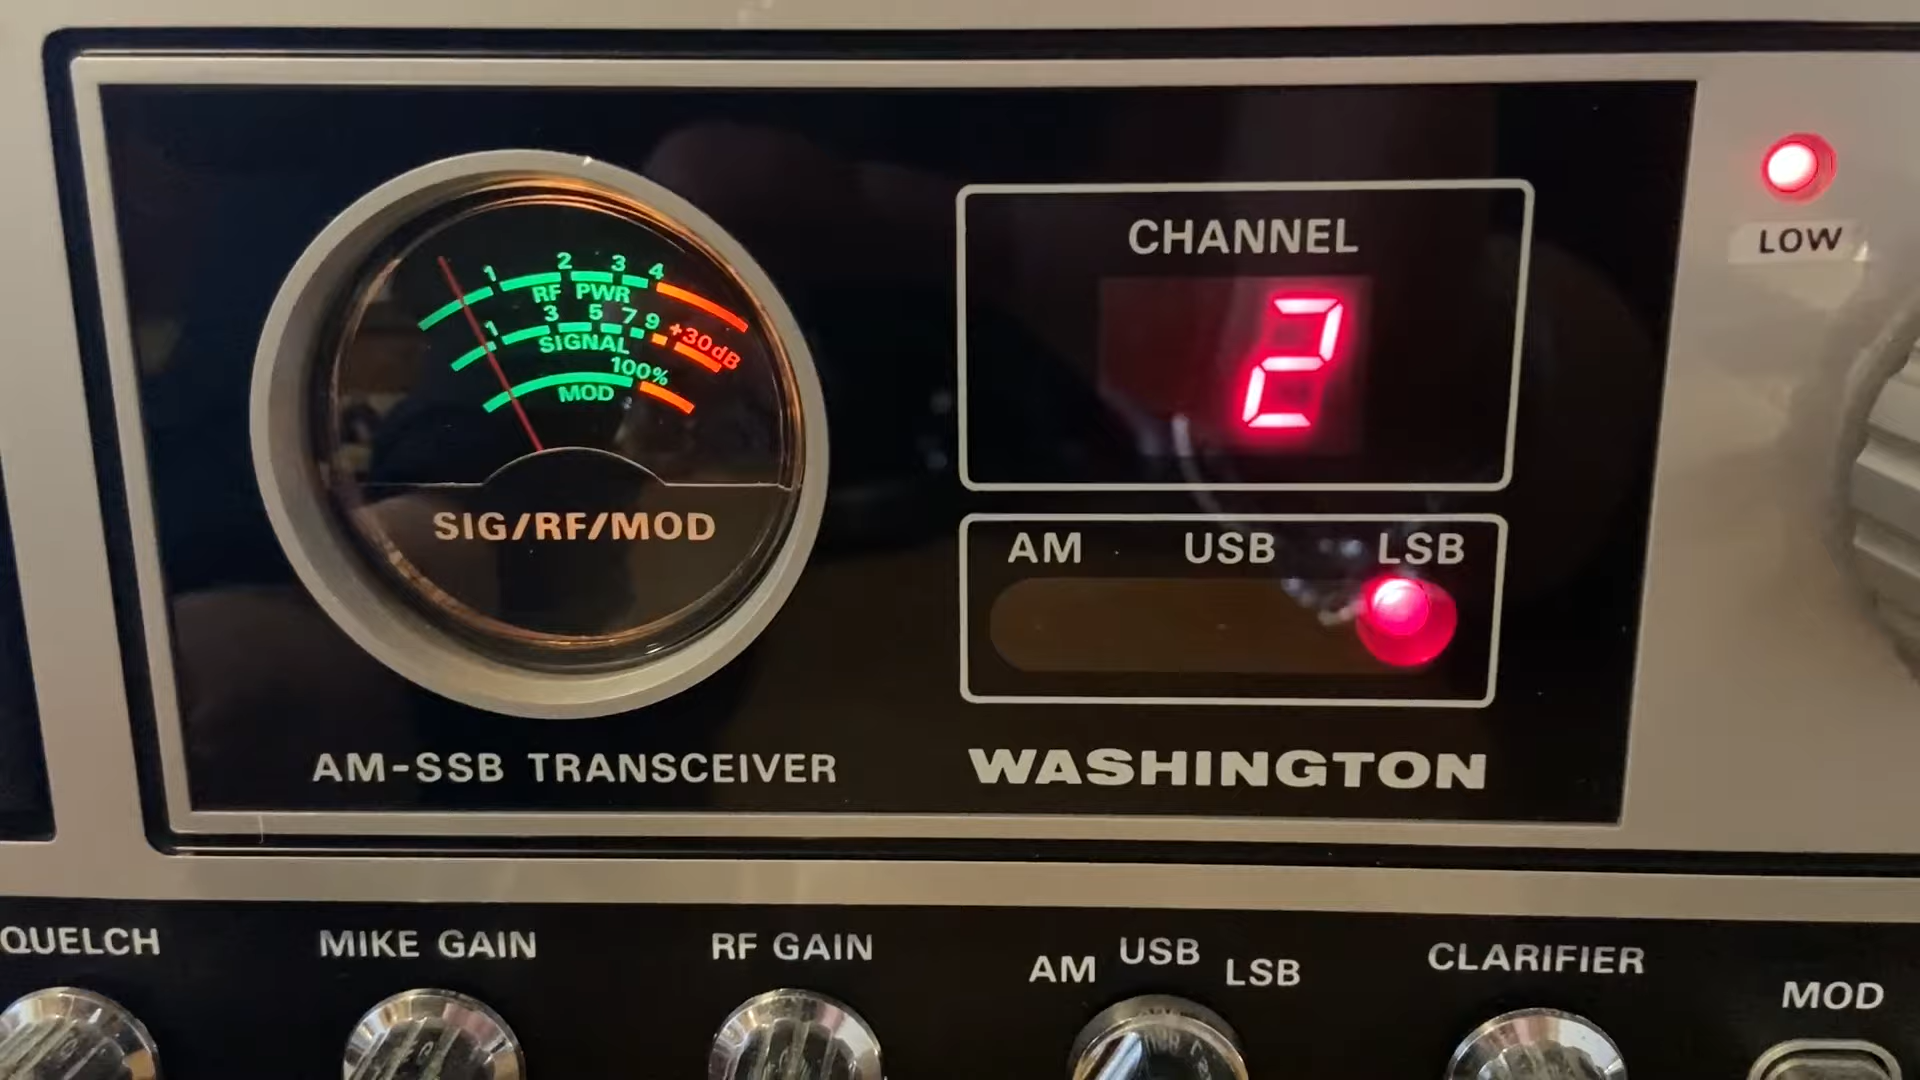 1 2 3 4
RF PWR
1 3 5 7 9 +30dB
SIGNAL
100%
MOD
SIG/RF/MOD
AM-SSB TRANSCEIVER
CHANNEL
2
AM USB LSB
WASHINGTON
LOW
QUELCH MIKE GAIN RF GAIN AM USB LSB CLARIFIER MOD